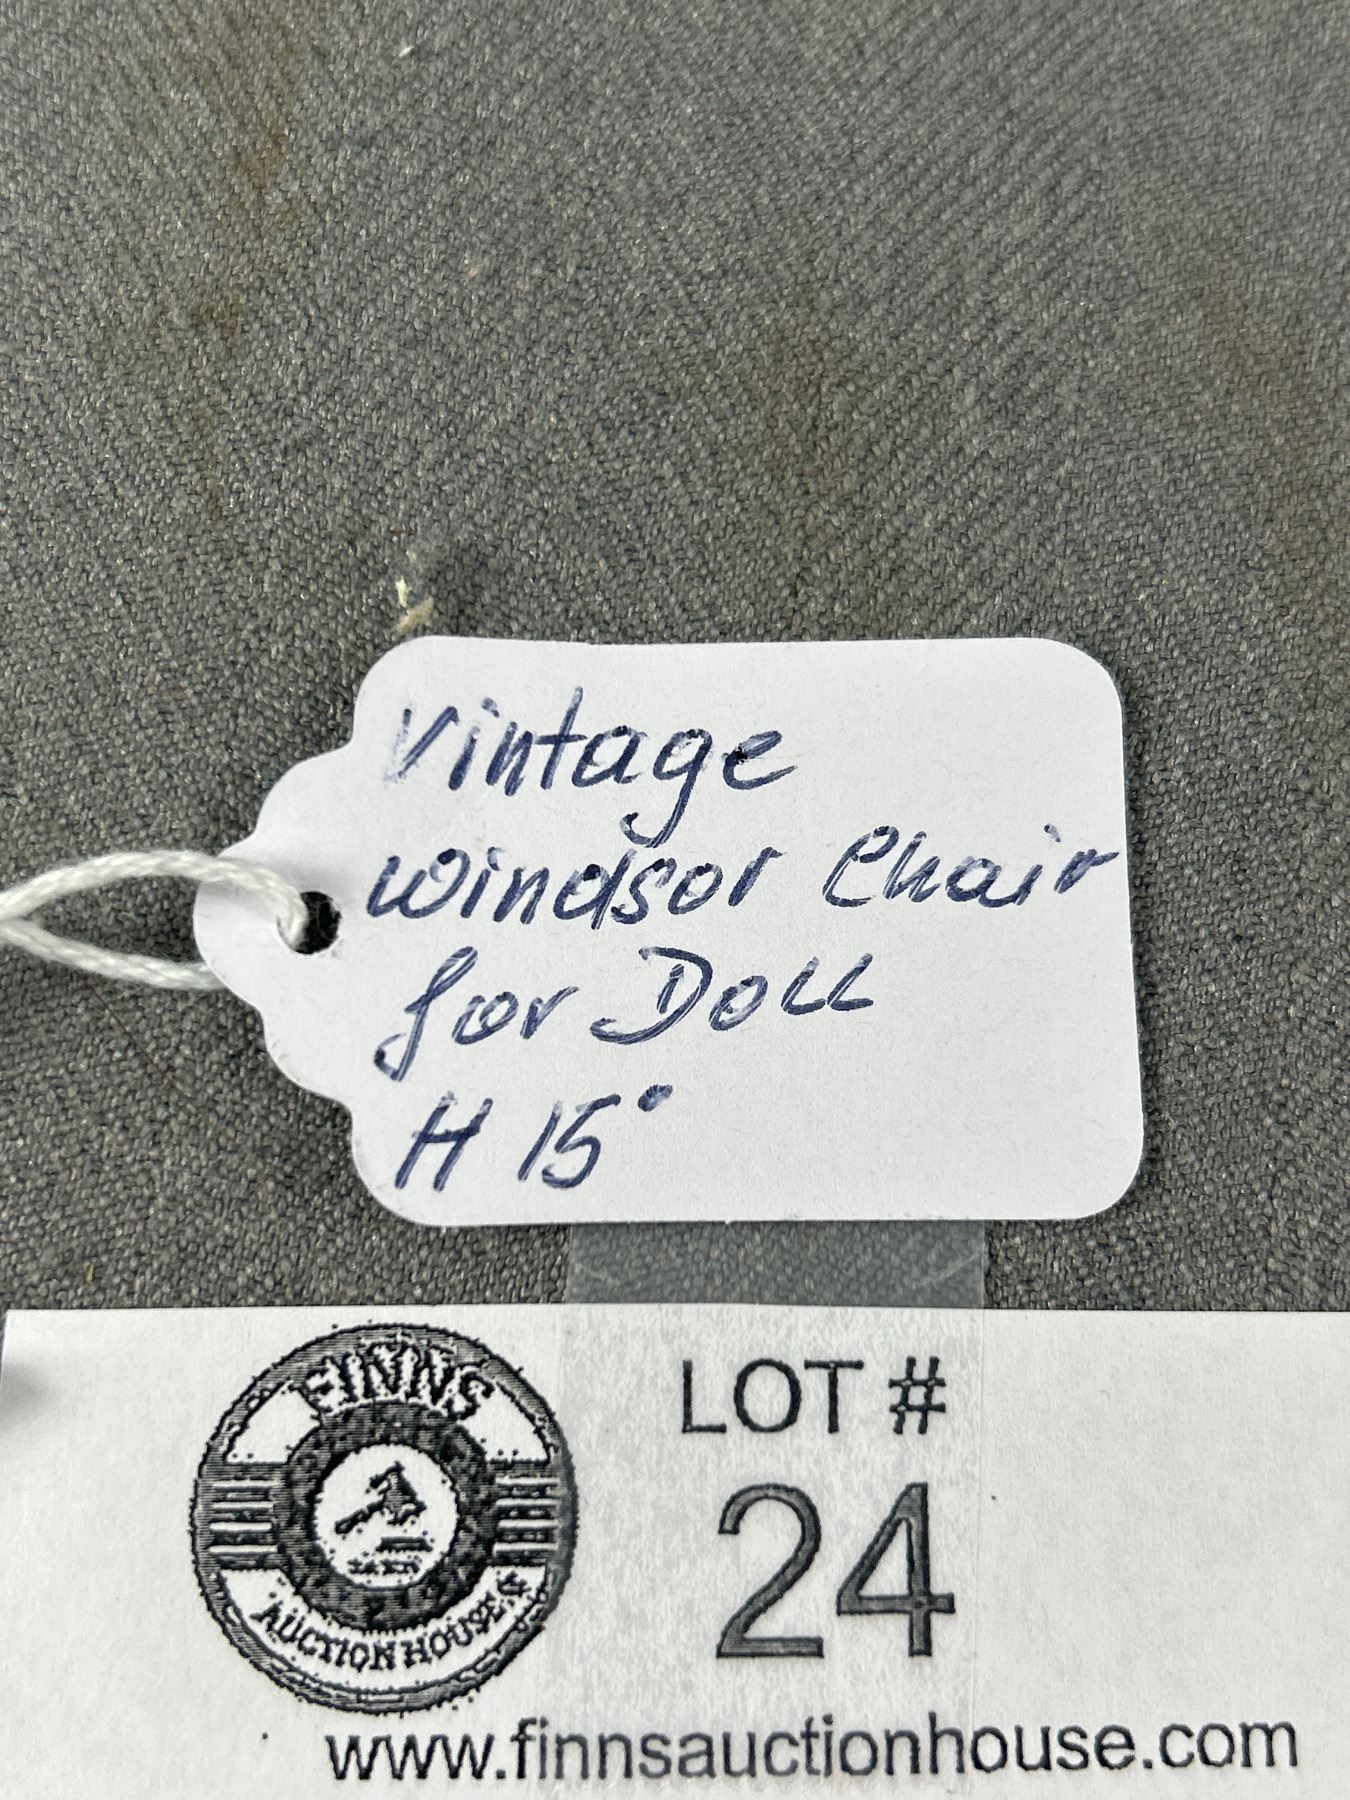 Vintage
Windsor Chair
for Doll
H 15"
FINNS
AUCTION HOUSE
LOT #
24
www.finnsauctionhouse.com